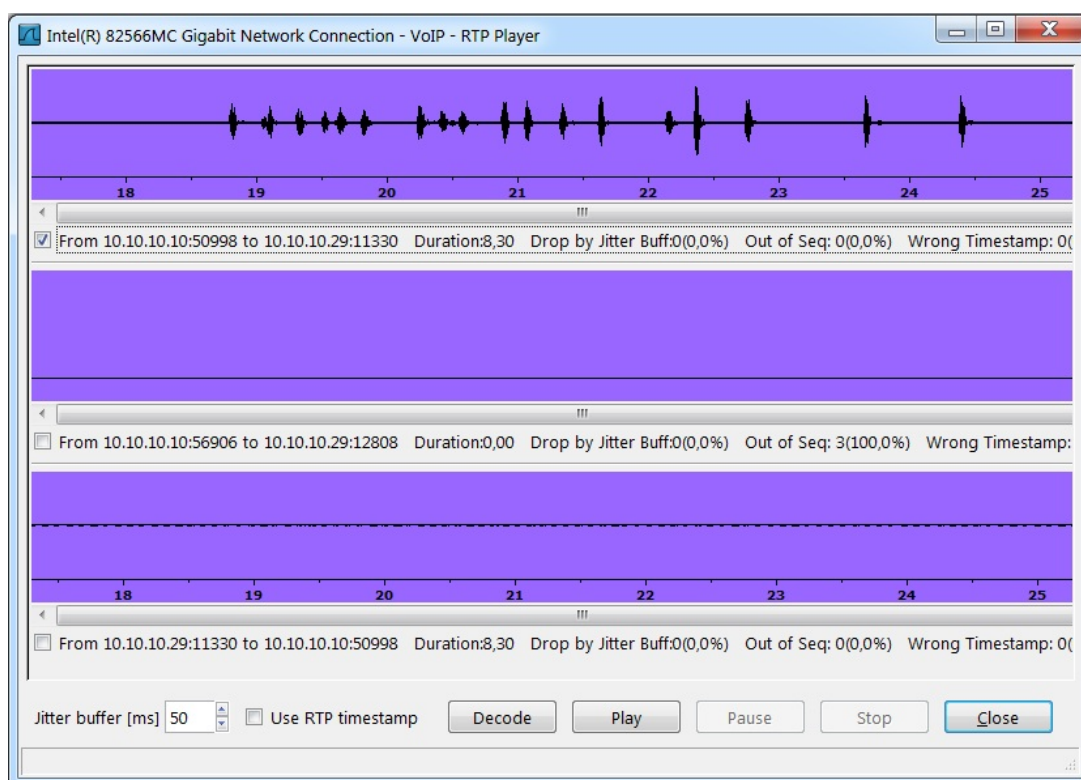 Intel(R) 82566MC Gigabit Network Connection - VoIP - RTP Player
18 19 20 21 22 23 24 25
From 10.10.10.10:50998 to 10.10.10.29:11330 Duration:8,30 Drop by Jitter Buff:0(0,0%) Out of Seq: 0(0,0%) Wrong Timestamp: 0(
From 10.10.10.10:56906 to 10.10.10.29:12808 Duration:0,00 Drop by Jitter Buff:0(0,0%) Out of Seq: 3(100,0%) Wrong Timestamp:
18 19 20 21 22 23 24 25
From 10.10.10.29:11330 to 10.10.10.10:50998 Duration:8,30 Drop by Jitter Buff:0(0,0%) Out of Seq: 0(0,0%) Wrong Timestamp: 0(
Jitter buffer [ms] 50 Use RTP timestamp Decode Play Pause Stop Close